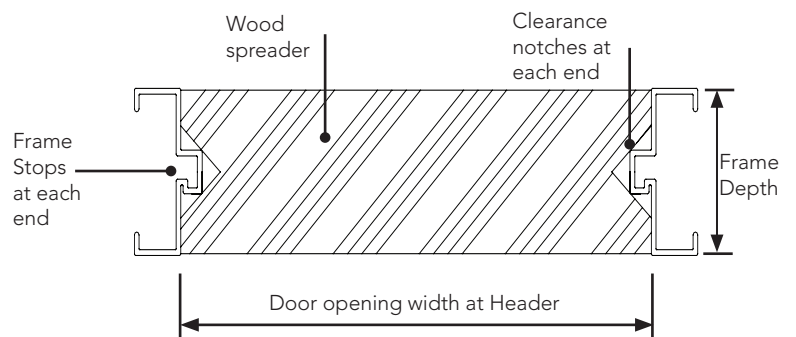 Wood
spreader
Clearance
notches at
each end
Frame
Stops
at each
end
Frame
Depth
Door opening width at Header